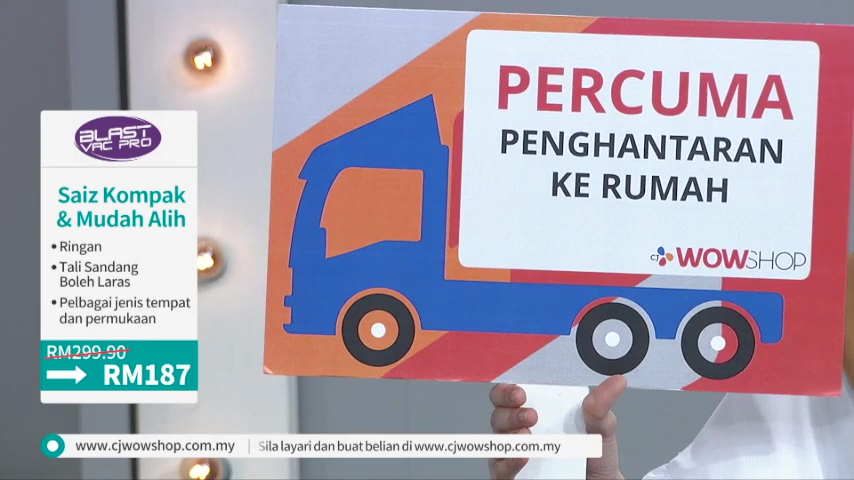 BLAST
VAC PRO
Saiz Kompak
& Mudah Alih
• Ringan
• Tali Sandang
Boleh Laras
• Pelbagai jenis tempat
dan permukaan
RM299.90
RM187
PERCUMA
PENGHANTARAN
KE RUMAH
CJ WOWSHOP
www.cjwowshop.com.my | Sila layari dan buat belian di www.cjwowshop.com.my